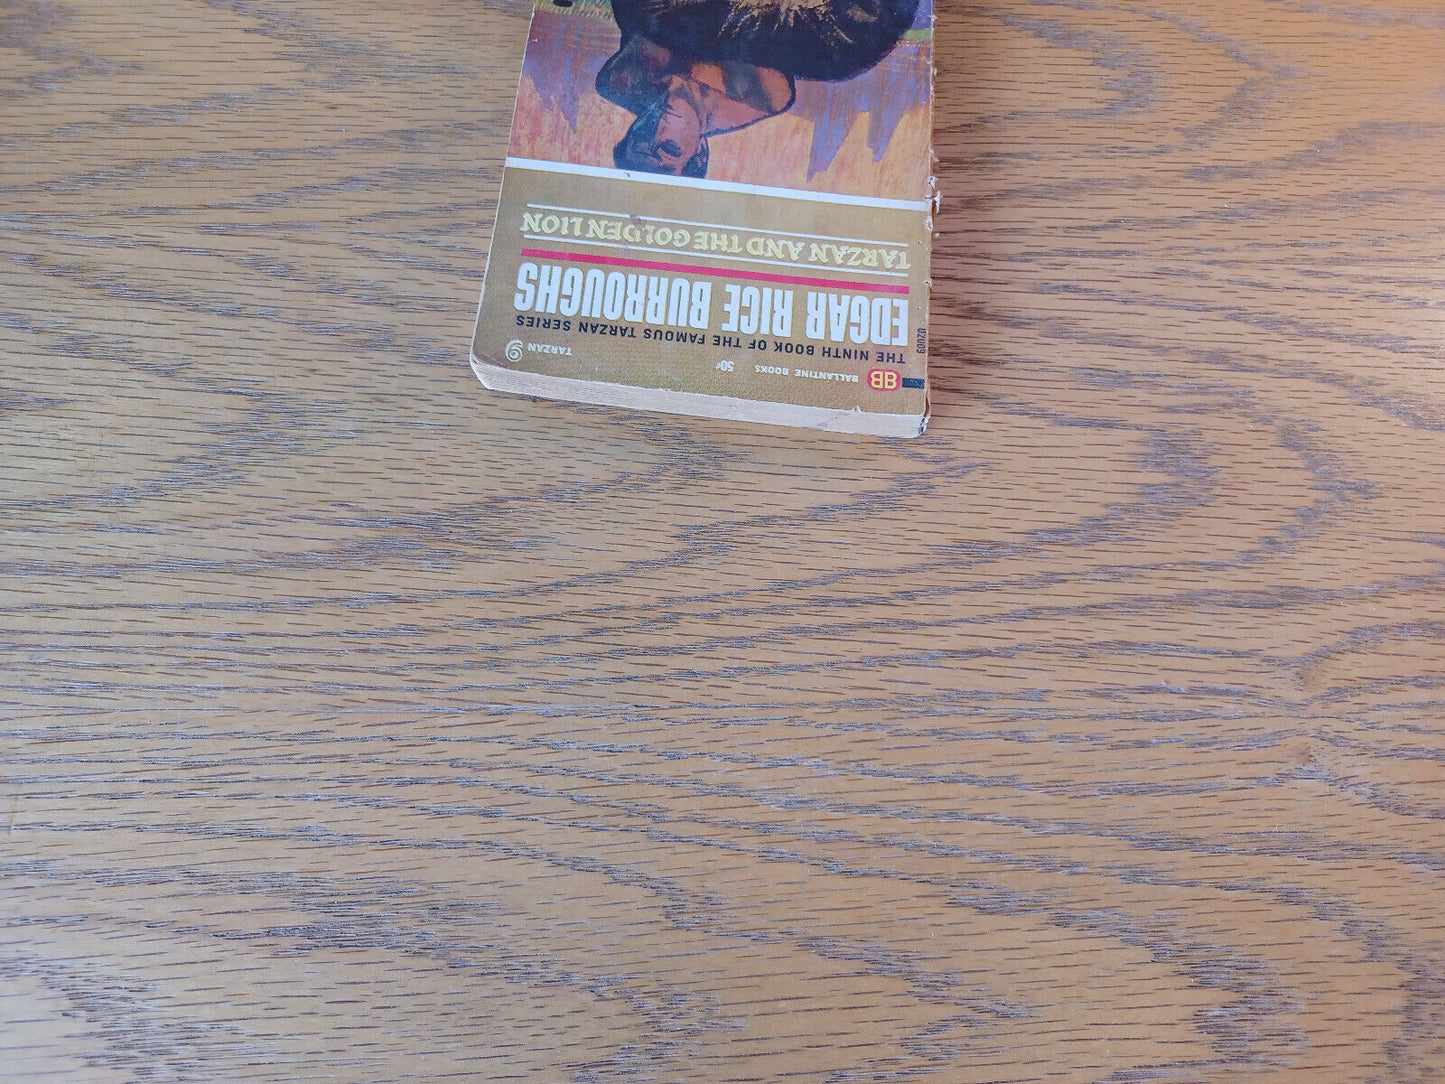 BB BALLANTINE BOOKS 50¢ TARZAN 9
02009
THE NINTH BOOK OF THE FAMOUS TARZAN SERIES
EDGAR RICE BURROUGHS
TARZAN AND THE GOLDEN LION